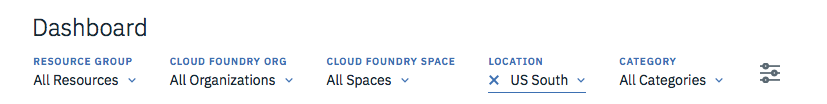 Dashboard
RESOURCE GROUP CLOUD FOUNDRY ORG CLOUD FOUNDRY SPACE LOCATION CATEGORY
All Resources All Organizations All Spaces US South All Categories